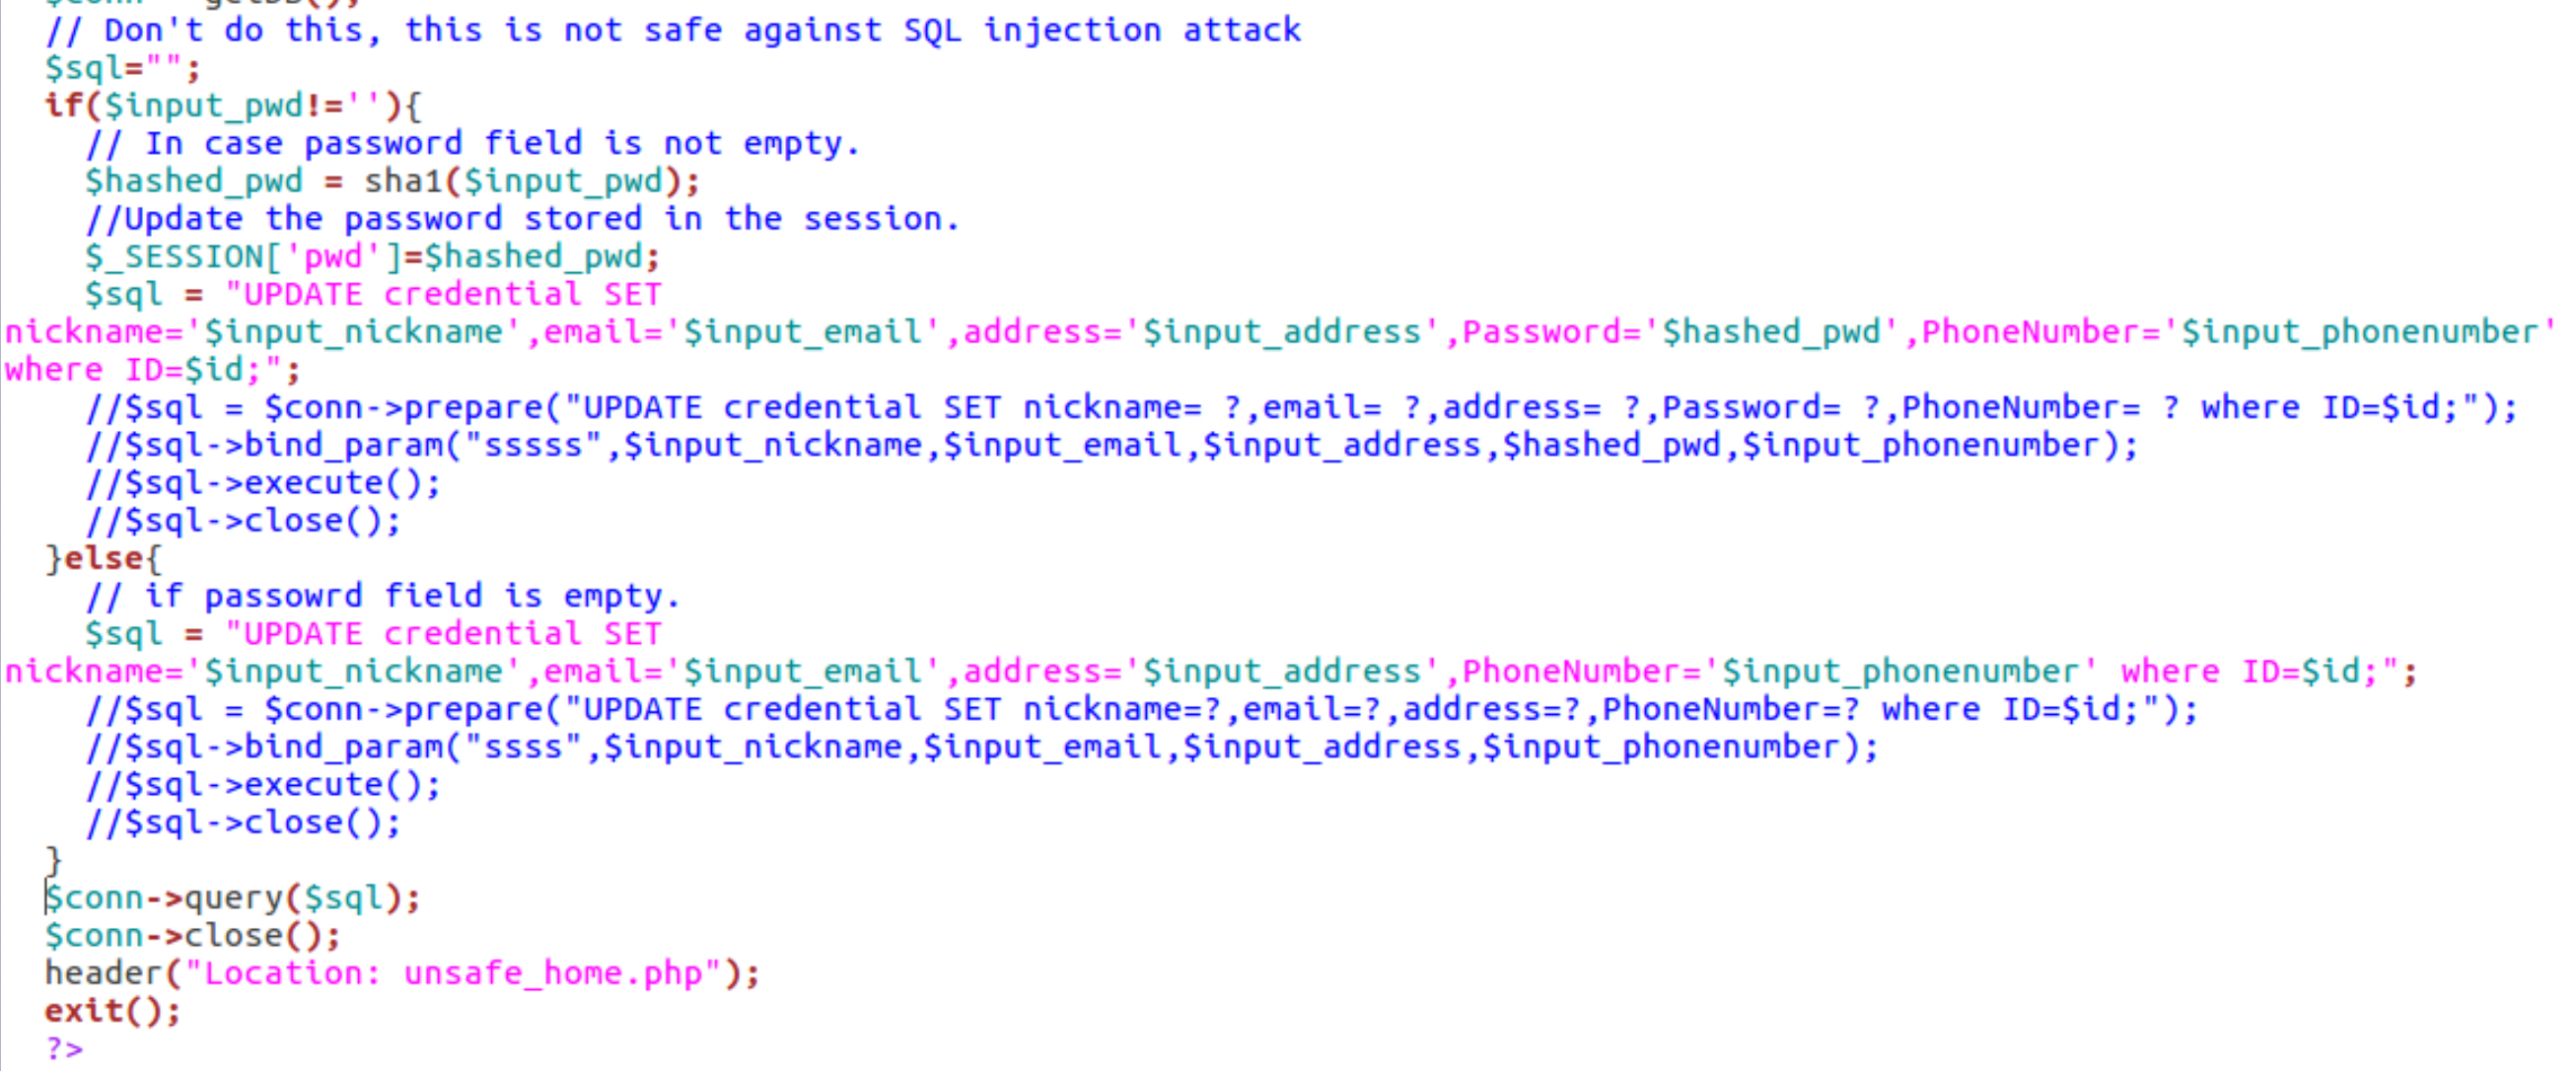 // Don't do this, this is not safe against SQL injection attack
$sql="";
if($input_pwd!=''){
// In case password field is not empty.
$hashed_pwd = sha1($input_pwd);
//Update the password stored in the session.
$_SESSION['pwd']=$hashed_pwd;
$sql = "UPDATE credential SET
nickname='$input_nickname',email='$input_email',address='$input_address',Password='$hashed_pwd',PhoneNumber='$input_phonenumber'
where ID=$id;";
//$sql = $conn->prepare("UPDATE credential SET nickname= ?,email= ?,address= ?,Password= ?,PhoneNumber= ? where ID=$id;");
//$sql->bind_param("sssss",$input_nickname,$input_email,$input_address,$hashed_pwd,$input_phonenumber);
//$sql->execute();
//$sql->close();
}else{
// if passowrd field is empty.
$sql = "UPDATE credential SET
nickname='$input_nickname',email='$input_email',address='$input_address',PhoneNumber='$input_phonenumber' where ID=$id;";
//$sql = $conn->prepare("UPDATE credential SET nickname=?,email=?,address=?,PhoneNumber=? where ID=$id;");
//$sql->bind_param("ssss",$input_nickname,$input_email,$input_address,$input_phonenumber);
//$sql->execute();
//$sql->close();
}
$conn->query($sql);
$conn->close();
header("Location: unsafe_home.php");
exit();
?>